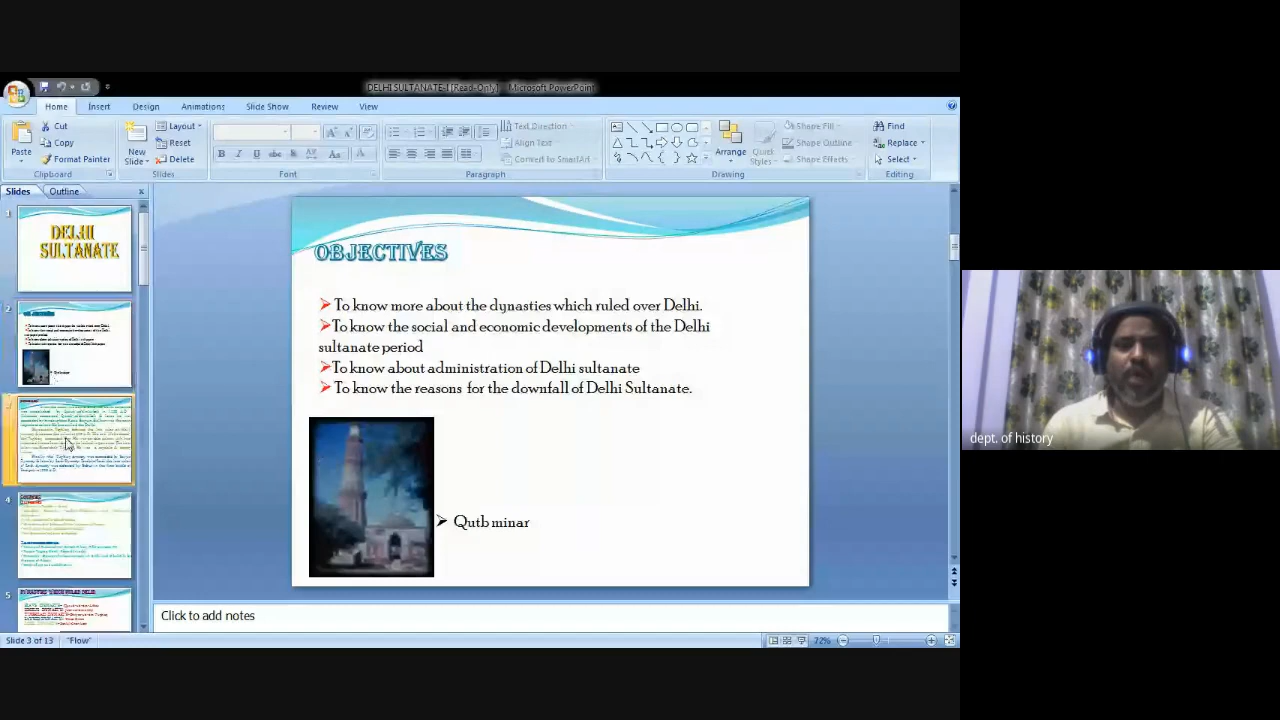 DELHI SULTANATE-I [Read-Only] - Microsoft PowerPoint
Home Insert Design Animations Slide Show Review View
Paste
Cut
Copy
Format Painter
Clipboard
New Slide
Layout
Reset
Delete
Slides
Font
Text Direction
Align Text
Convert to SmartArt
Paragraph
Arrange
Quick Styles
Shape Fill
Shape Outline
Shape Effects
Drawing
Find
Replace
Select
Editing
Slides Outline
1
DELHI
SULTANATE
2
4
5
OBJECTIVES
To know more about the dynasties which ruled over Delhi.
To know the social and economic developments of the Delhi
sultanate period
To know about administration of Delhi sultanate
To know the reasons for the downfall of Delhi Sultanate.
Qutb minar
Click to add notes
Slide 3 of 13 "Flow" 72%
dept. of history